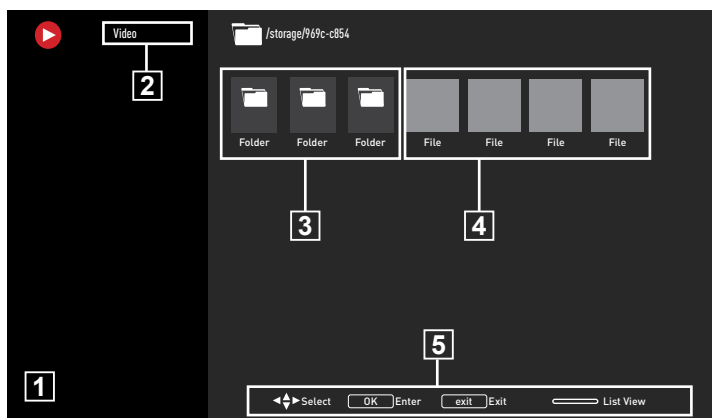 Video
/storage/969c-c854
2
Folder Folder Folder File File File File
3 4
5
1
Select OK Enter exit Exit List View